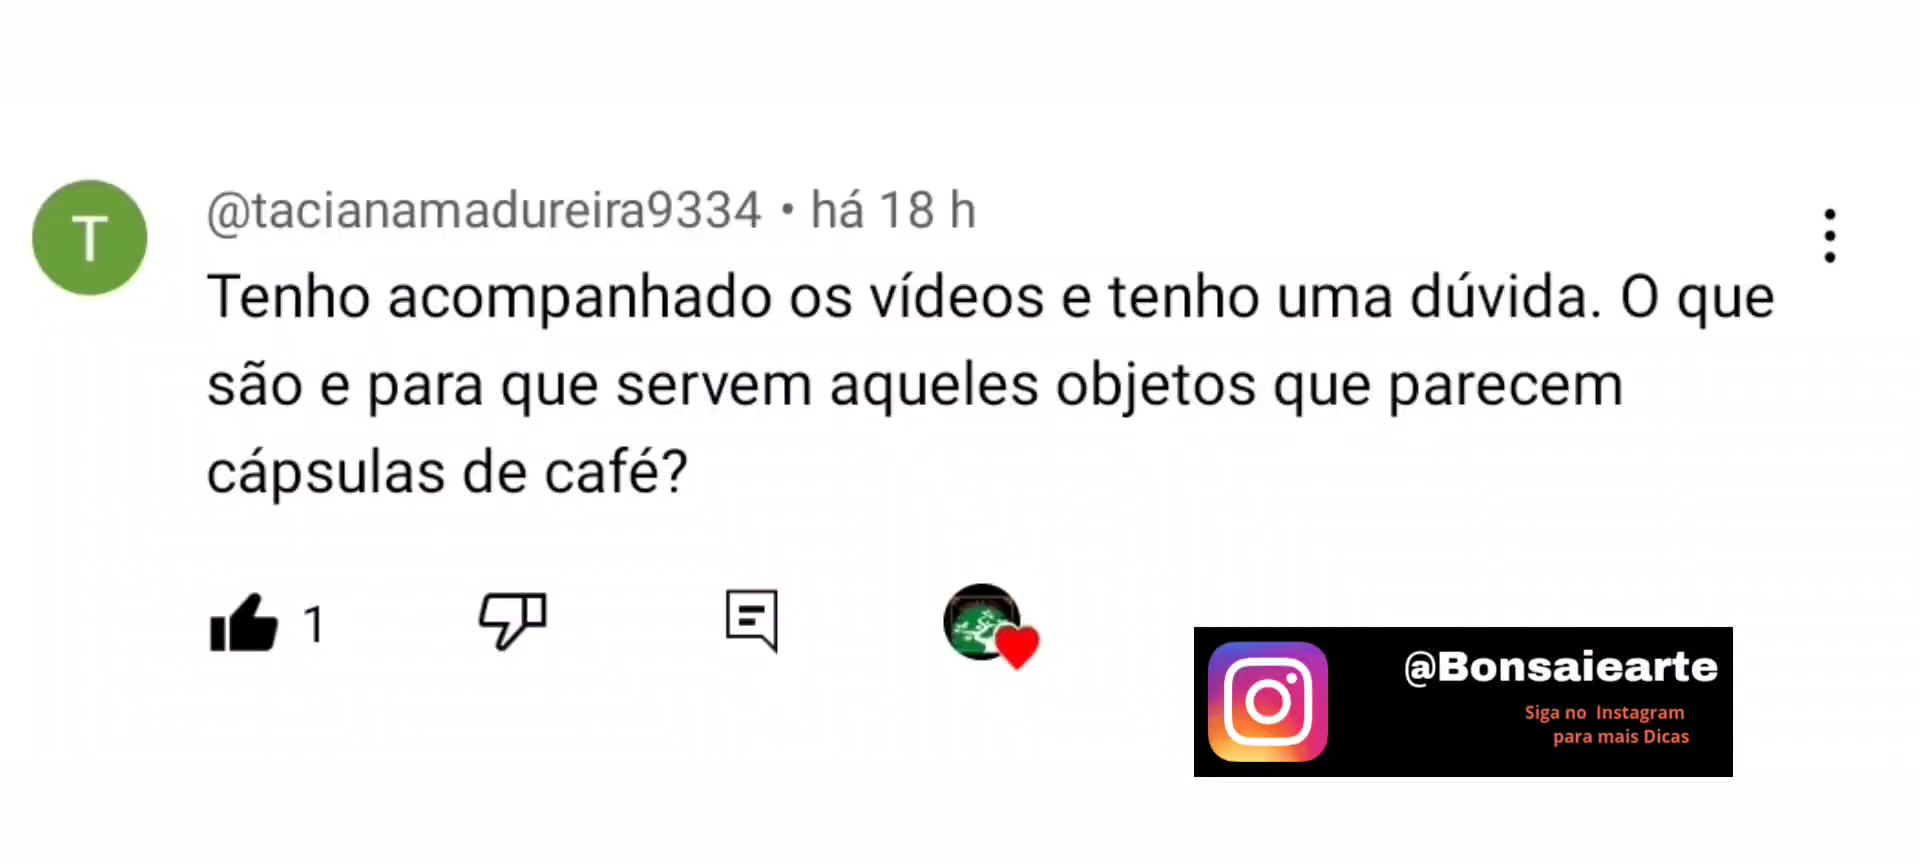 T
@tacianamadureira9334 • há 18 h
Tenho acompanhado os vídeos e tenho uma dúvida. O que
são e para que servem aqueles objetos que parecem
cápsulas de café?
1
@Bonsaiearte
Siga no Instagram
para mais Dicas